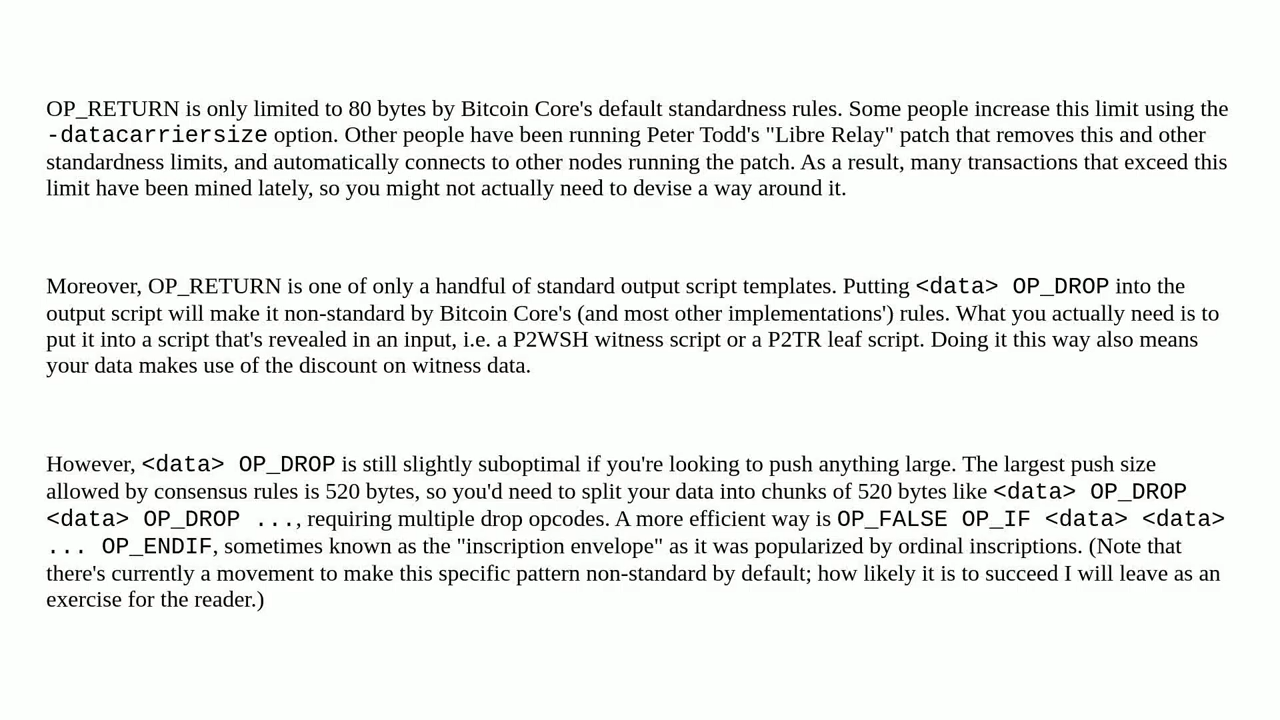 OP_RETURN is only limited to 80 bytes by Bitcoin Core's default standardness rules. Some people increase this limit using the
-datacarriersize option. Other people have been running Peter Todd's "Libre Relay" patch that removes this and other
standardness limits, and automatically connects to other nodes running the patch. As a result, many transactions that exceed this
limit have been mined lately, so you might not actually need to devise a way around it.
Moreover, OP_RETURN is one of only a handful of standard output script templates. Putting <data> OP_DROP into the
output script will make it non-standard by Bitcoin Core's (and most other implementations') rules. What you actually need is to
put it into a script that's revealed in an input, i.e. a P2WSH witness script or a P2TR leaf script. Doing it this way also means
your data makes use of the discount on witness data.
However, <data> OP_DROP is still slightly suboptimal if you're looking to push anything large. The largest push size
allowed by consensus rules is 520 bytes, so you'd need to split your data into chunks of 520 bytes like <data> OP_DROP
<data> OP_DROP ..., requiring multiple drop opcodes. A more efficient way is OP_FALSE OP_IF <data> <data>
... OP_ENDIF, sometimes known as the "inscription envelope" as it was popularized by ordinal inscriptions. (Note that
there's currently a movement to make this specific pattern non-standard by default; how likely it is to succeed I will leave as an
exercise for the reader.)